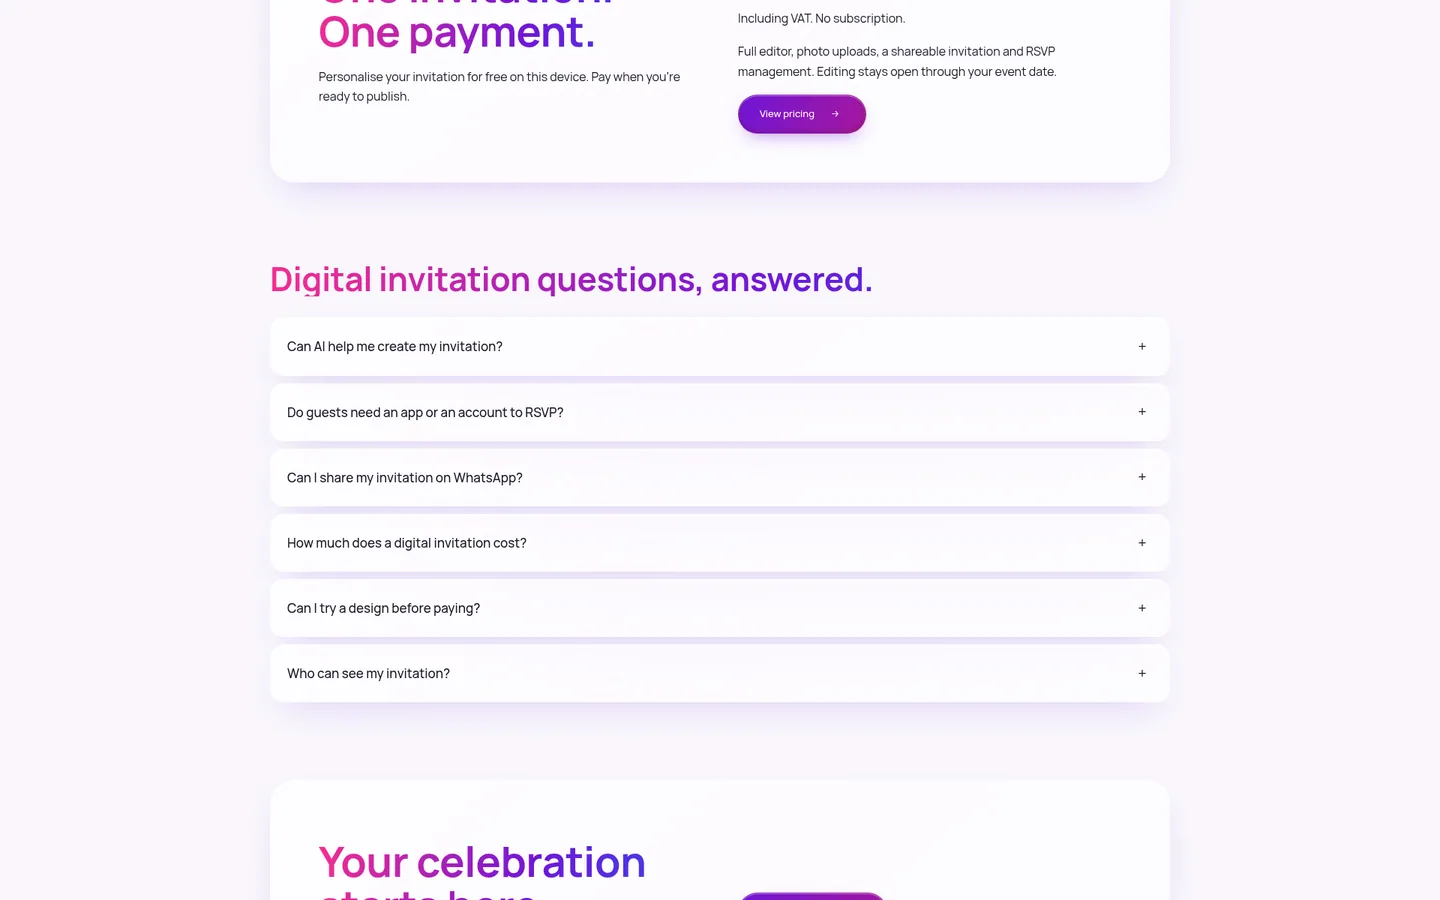 One invitation.
One payment.
Personalise your invitation for free on this device. Pay when you're
ready to publish.
Including VAT. No subscription.
Full editor, photo uploads, a shareable invitation and RSVP
management. Editing stays open through your event date.
View pricing →
Digital invitation questions, answered.
Can AI help me create my invitation? +
Do guests need an app or an account to RSVP? +
Can I share my invitation on WhatsApp? +
How much does a digital invitation cost? +
Can I try a design before paying? +
Who can see my invitation? +
Your celebration
starts here